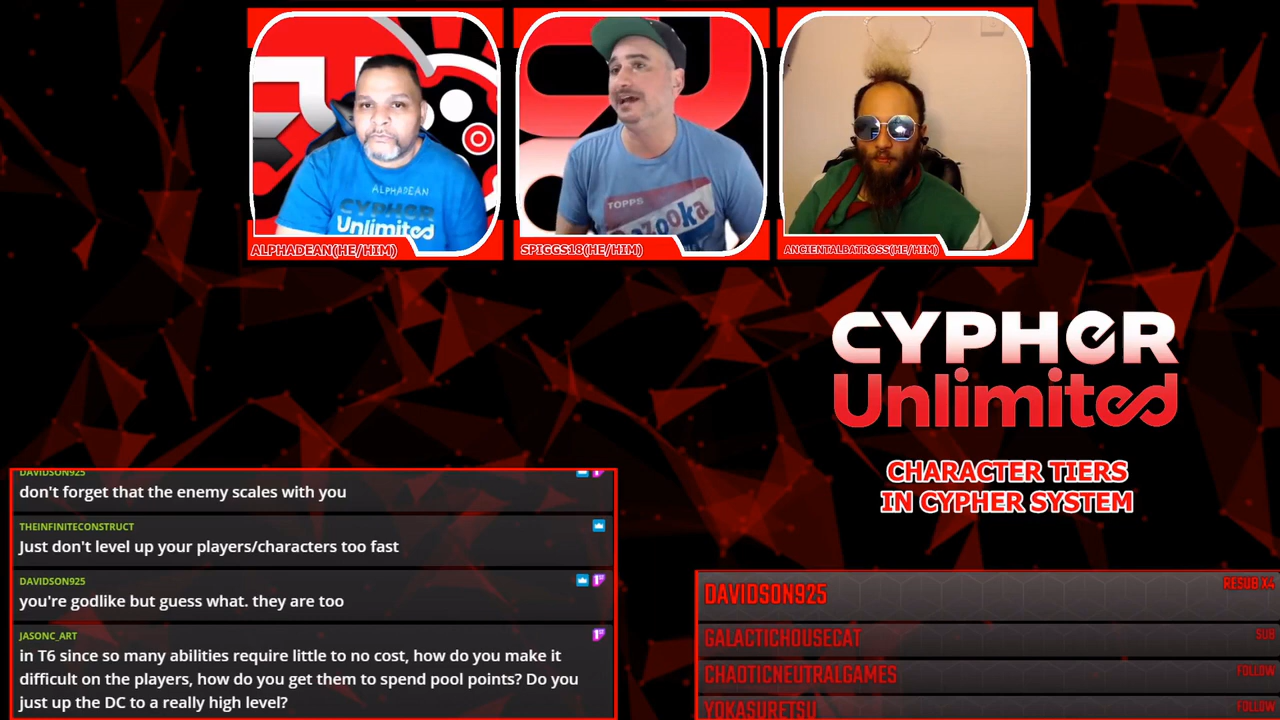 ALPHADEAN
CYPHER
Unlimited
TOPPS
ALPHADEAN(HE/HIM)
SPIGGS18(HE/HIM)
ANCIENTALBATROSS(HE/HIM)
CYPHER
Unlimited
CHARACTER TIERS
IN CYPHER SYSTEM
DAVIDSON925
don't forget that the enemy scales with you
THEINFINITECONSTRUCT
Just don't level up your players/characters too fast
DAVIDSON925
you're godlike but guess what. they are too
JASONC_ART
in T6 since so many abilities require little to no cost, how do you make it
difficult on the players, how do you get them to spend pool points? Do you
just up the DC to a really high level?
DAVIDSON925 RESUB X4
GALACTICHOUSECAT SUB
CHAOTICNEUTRALGAMES FOLLOW
YOKASURETSU FOLLOW